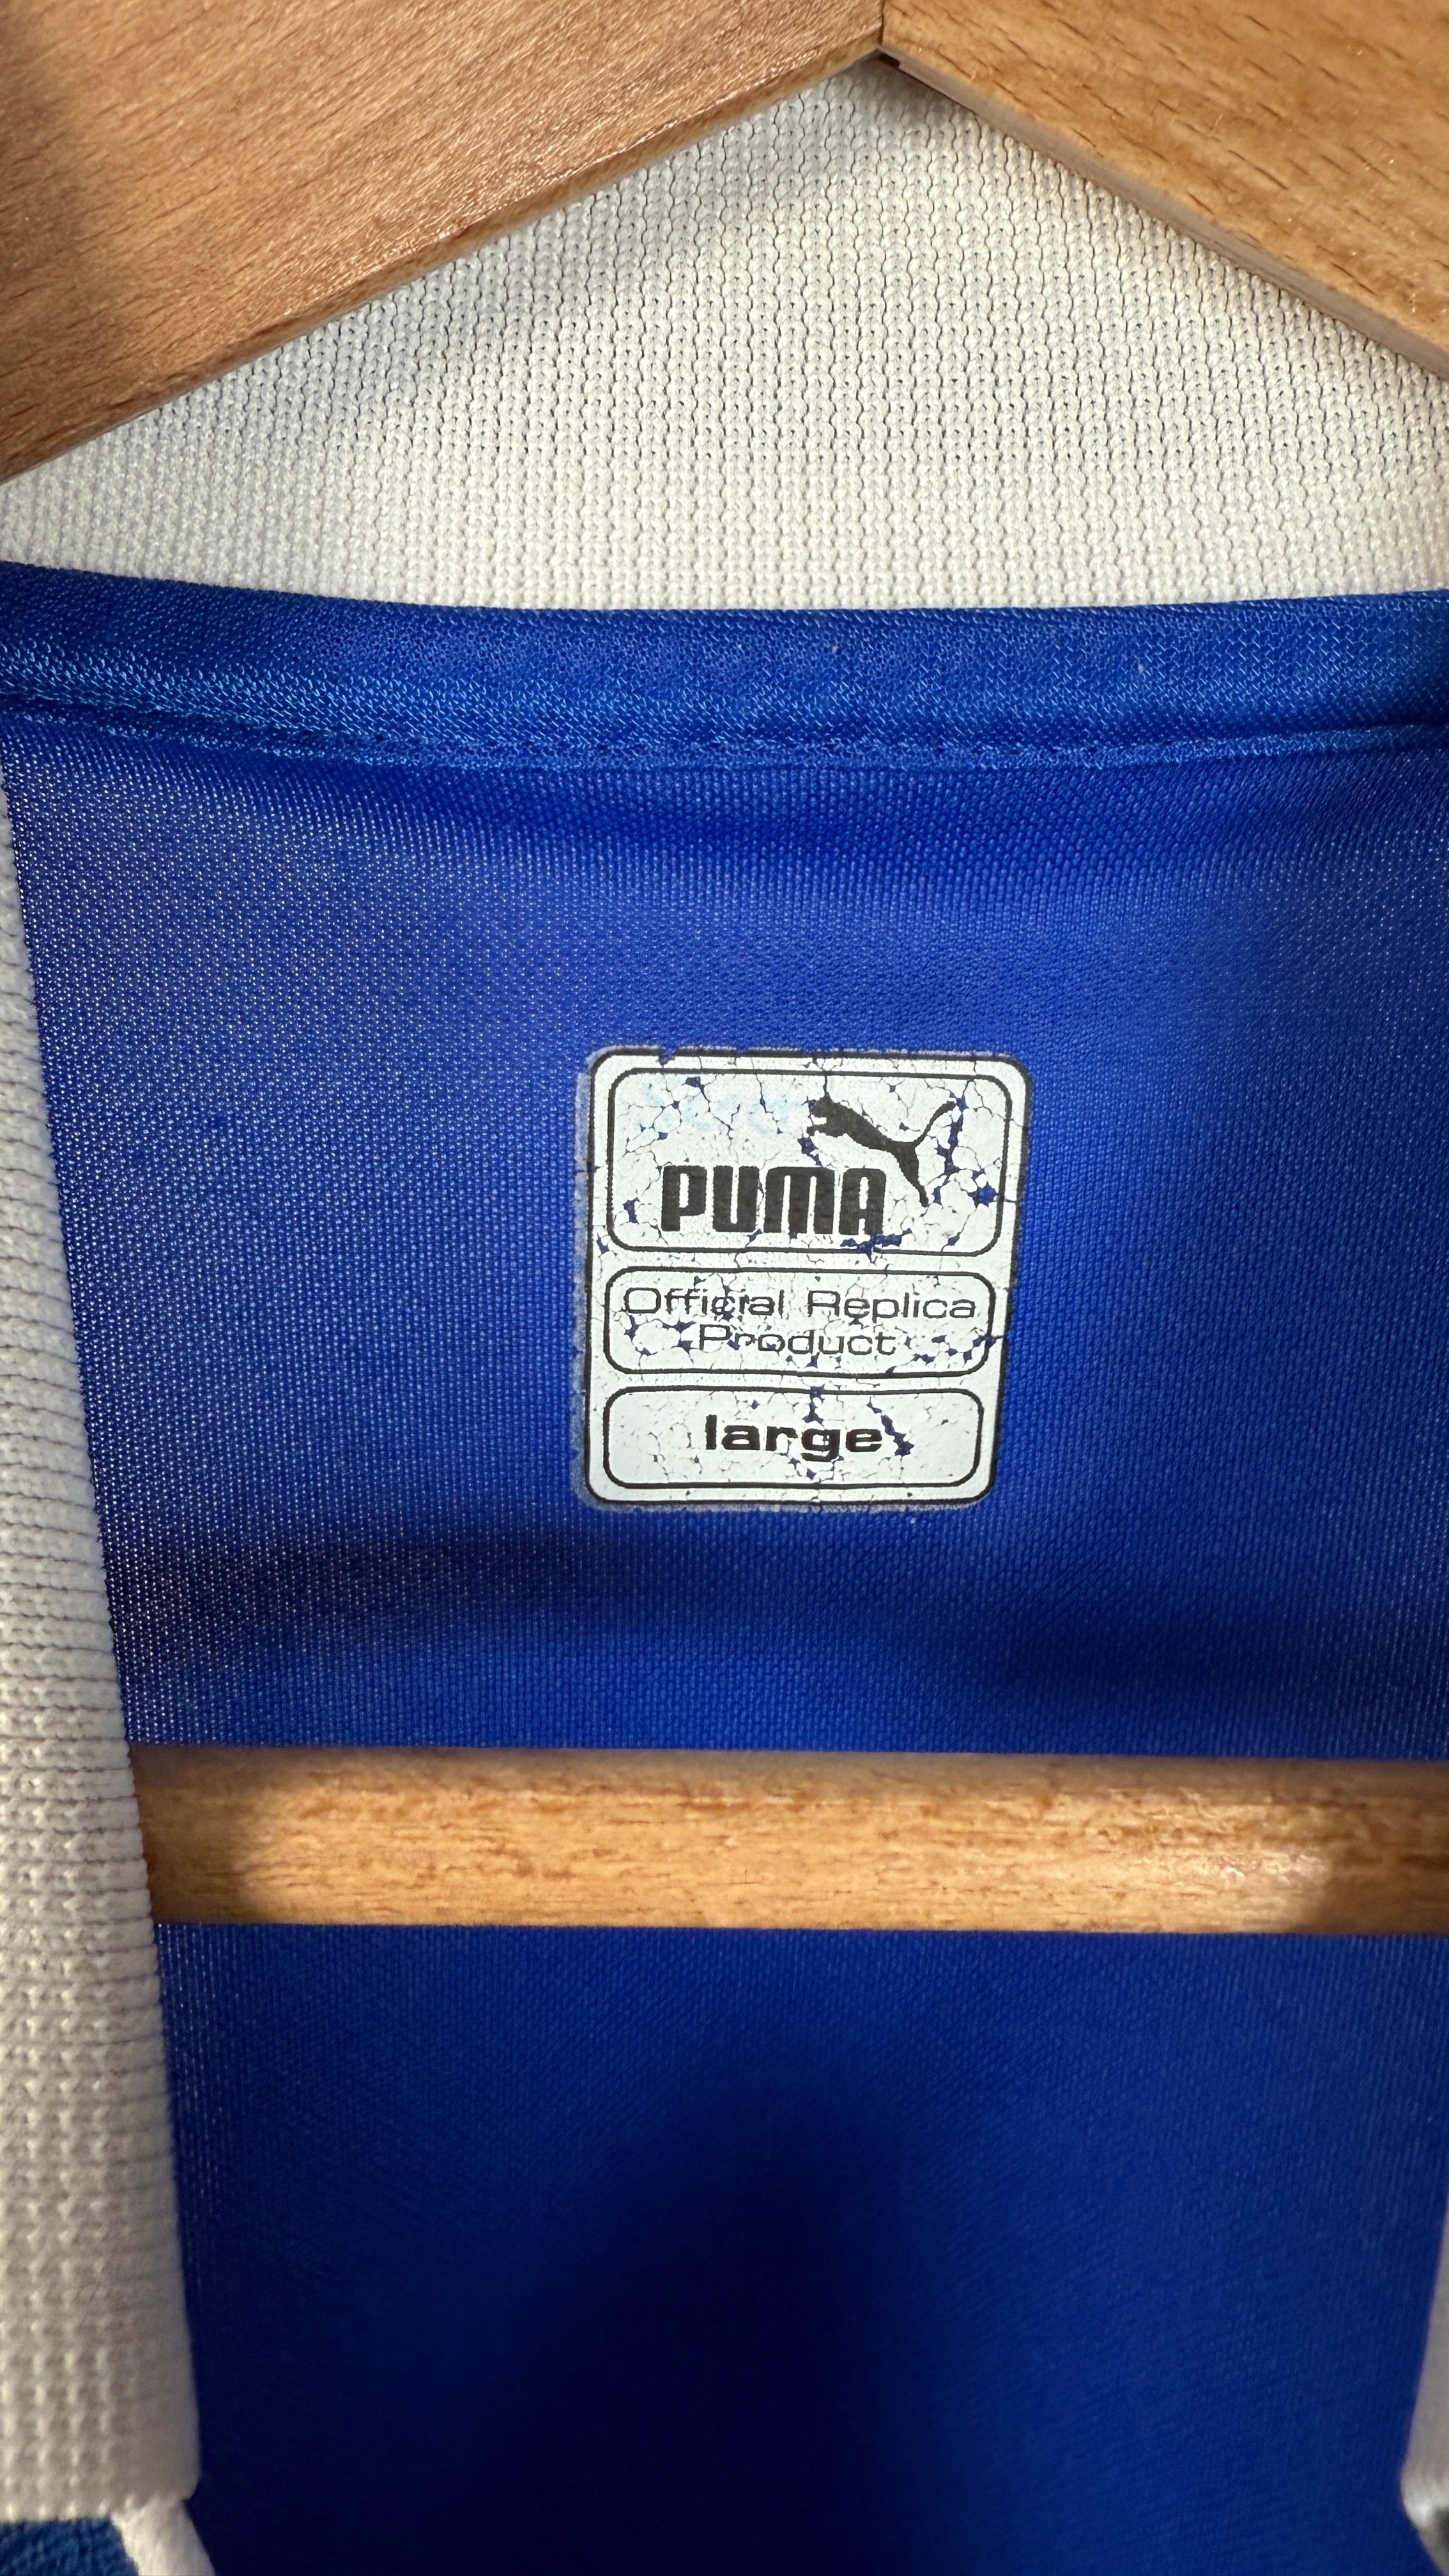 PUMA
Official Replica
Product
large